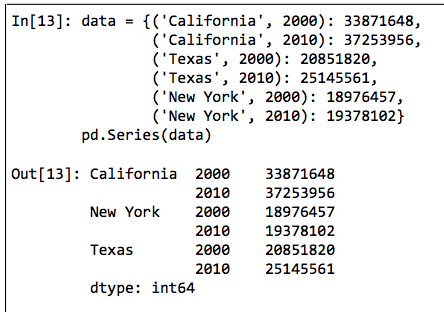 In[13]: data = {('California', 2000): 33871648,
('California', 2010): 37253956,
('Texas', 2000): 20851820,
('Texas', 2010): 25145561,
('New York', 2000): 18976457,
('New York', 2010): 19378102}
pd.Series(data)
Out[13]: California 2000 33871648
2010 37253956
New York 2000 18976457
2010 19378102
Texas 2000 20851820
2010 25145561
dtype: int64